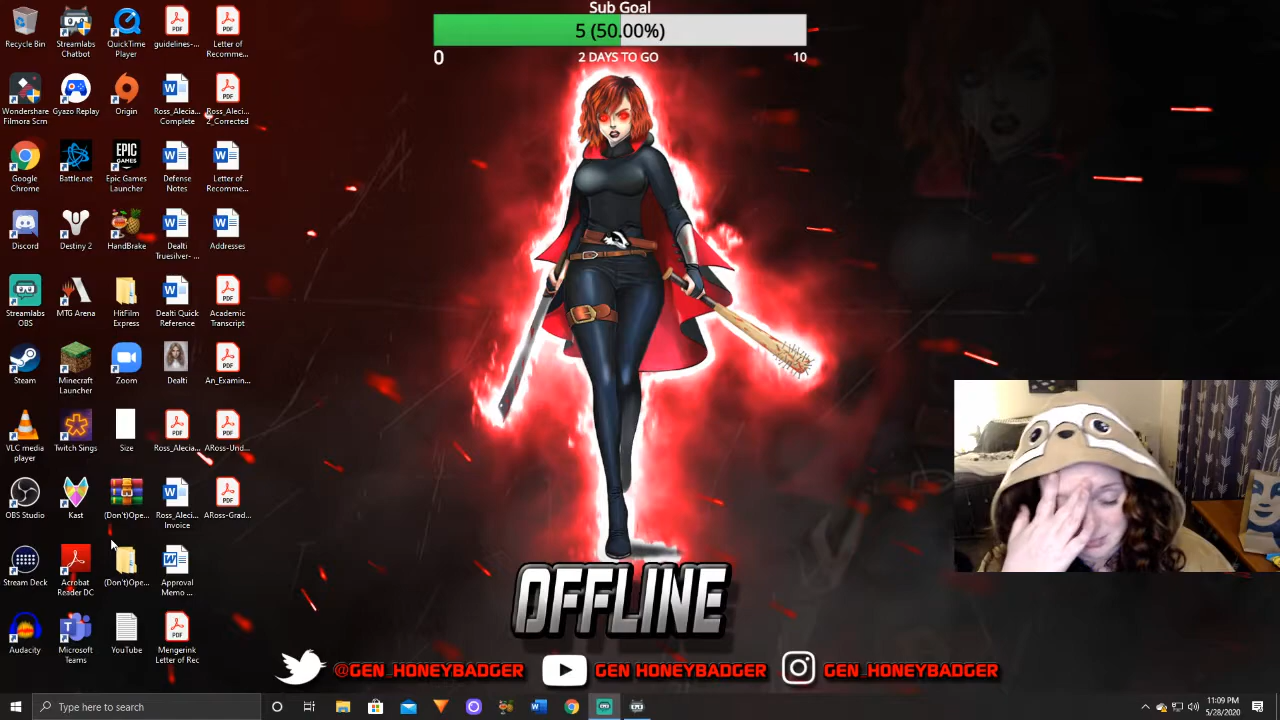 Sub Goal
5 (50.00%)
0
2 DAYS TO GO
10
Recycle Bin
Streamlabs
Chatbot
QuickTime
Player
guidelines-...
Letter of
Recomme...
Wondershare
Filmora Scrn
Gyazo Replay
Origin
Ross_Alecia
Complete
Ross_Aleci...
2_Corrected
Google
Chrome
Battle.net
Epic Games
Launcher
Defense
Notes
Letter of
Recomme...
Discord
Destiny 2
HandBrake
Dealti
Truesilver- ...
Addresses
Streamlabs
OBS
MTG Arena
HitFilm
Express
Dealti Quick
Reference
Academic
Transcript
Steam
Minecraft
Launcher
Zoom
Dealti
An_Examin...
VLC media
player
Twitch Sings
Size
Ross_Alecia...
ARoss-Und...
OBS Studio
Kast
(Don't)Ope...
Ross_Aleci...
Invoice
ARoss-Grad...
Steam Deck
Acrobat
Reader DC
(Don't)Ope...
Approval
Memo ...
Audacity
Microsoft
Teams
YouTube
Mengerink
Letter of Rec
OFFLINE
@GEN_HONEYBADGER
GEN HONEYBADGER
GEN_HONEYBADGER
Type here to search
11:09 PM
5/28/2020